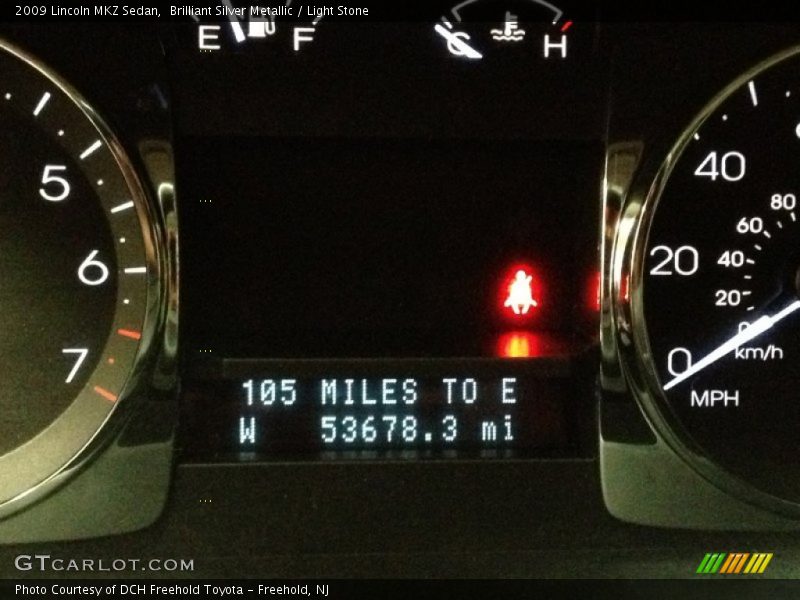 2009 Lincoln MKZ Sedan,  Brilliant Silver Metallic / Light Stone
E F
C H
5
6
7
40
20
0
80
60
40
20
0
km/h
MPH
105 MILES TO E
W 53678.3 mi
GTCARLOT.COM
Photo Courtesy of DCH Freehold Toyota – Freehold, NJ